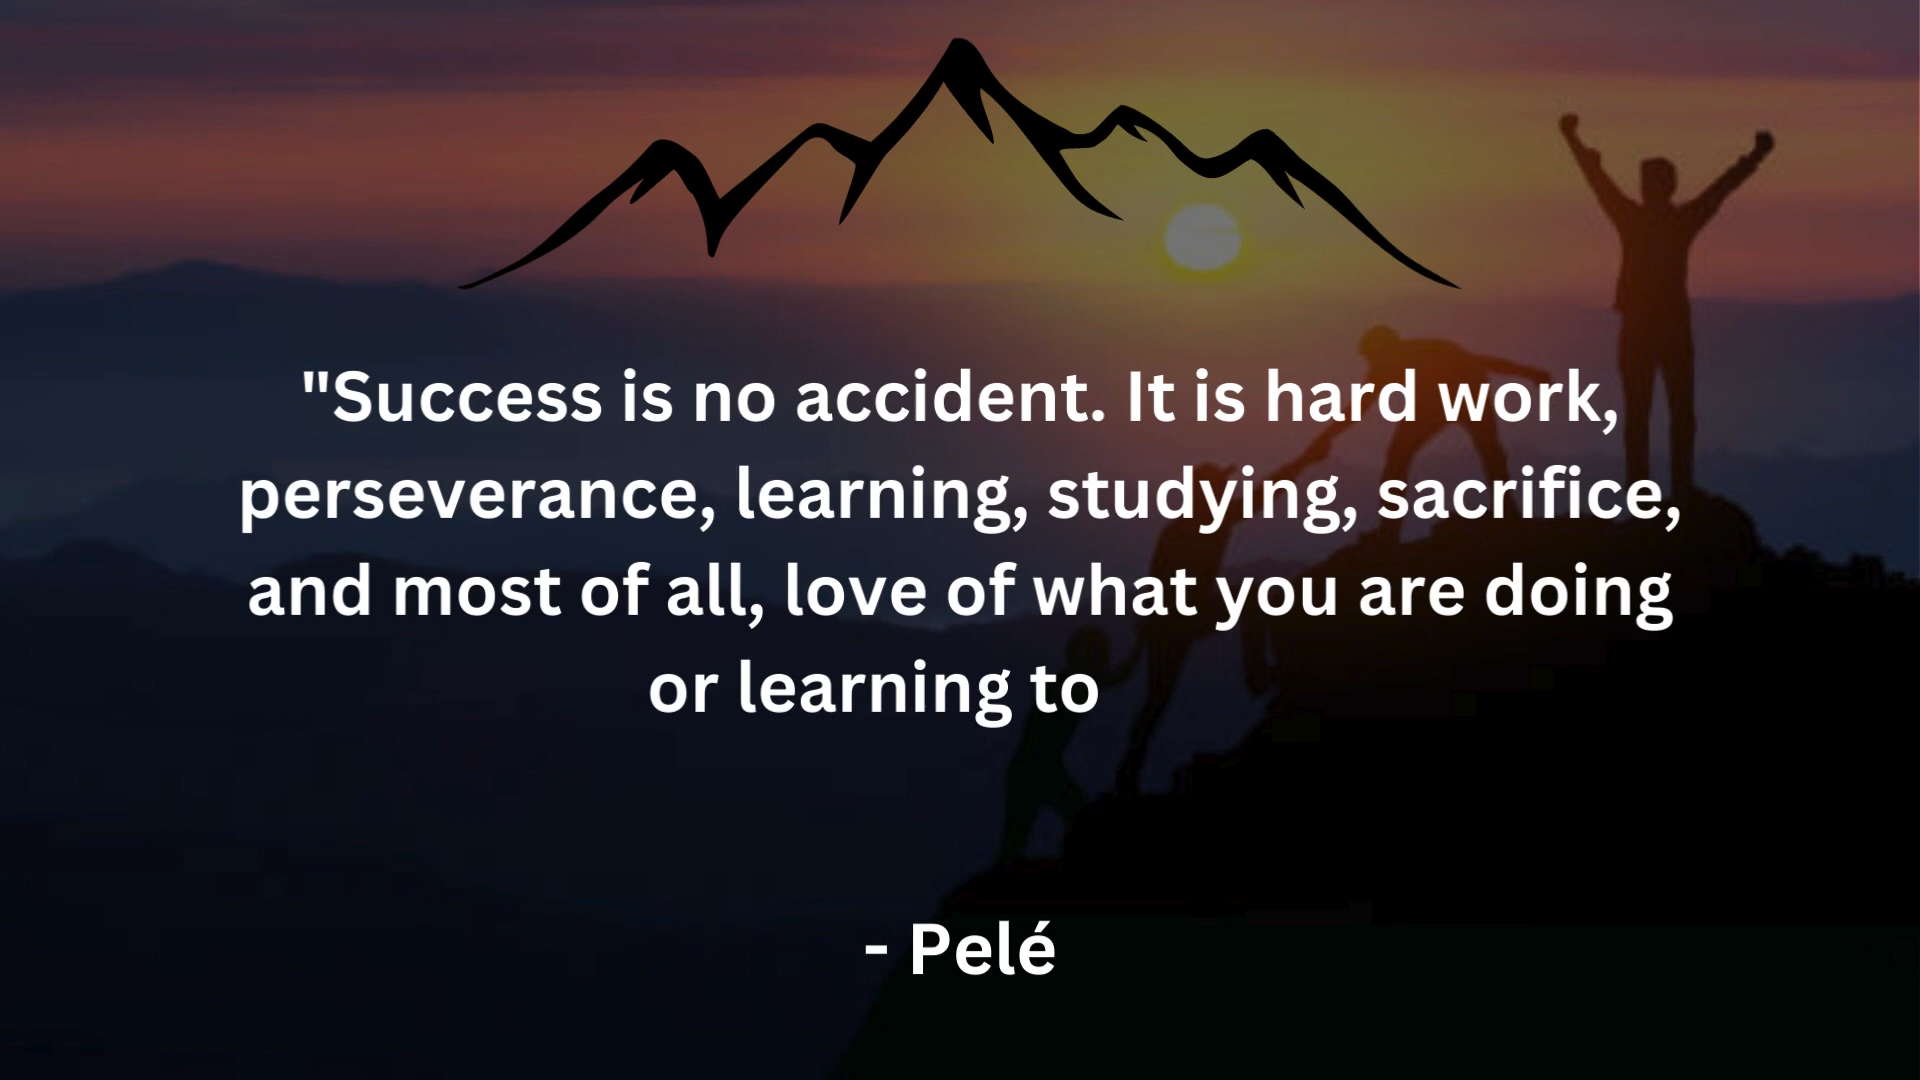 "Success is no accident. It is hard work,
perseverance, learning, studying, sacrifice,
and most of all, love of what you are doing
or learning to
- Pelé